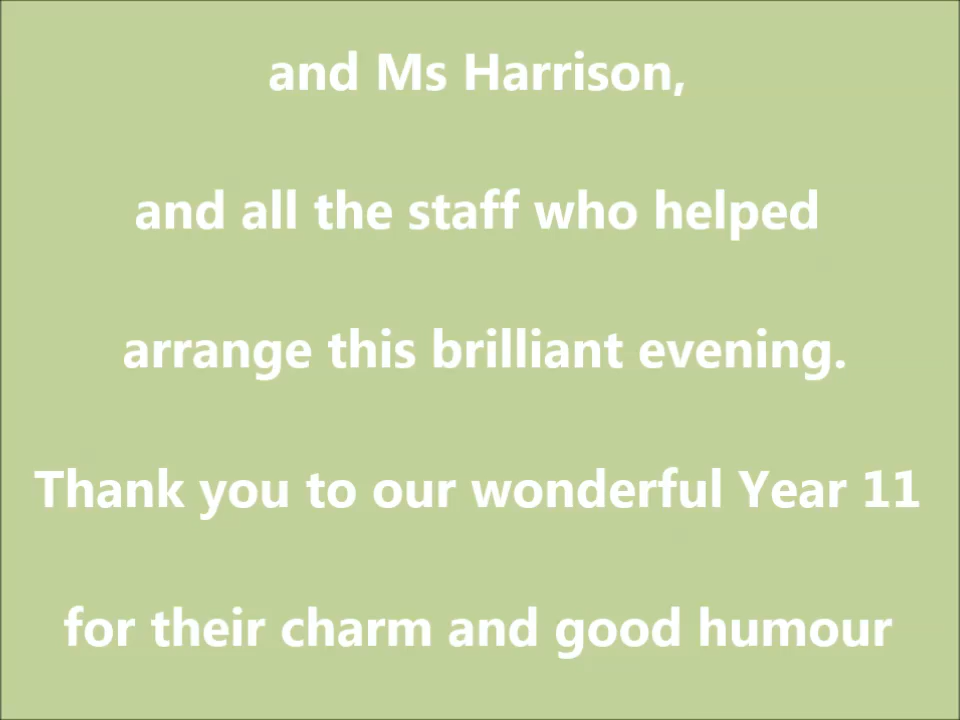 and Ms Harrison,
and all the staff who helped
arrange this brilliant evening.
Thank you to our wonderful Year 11
for their charm and good humour